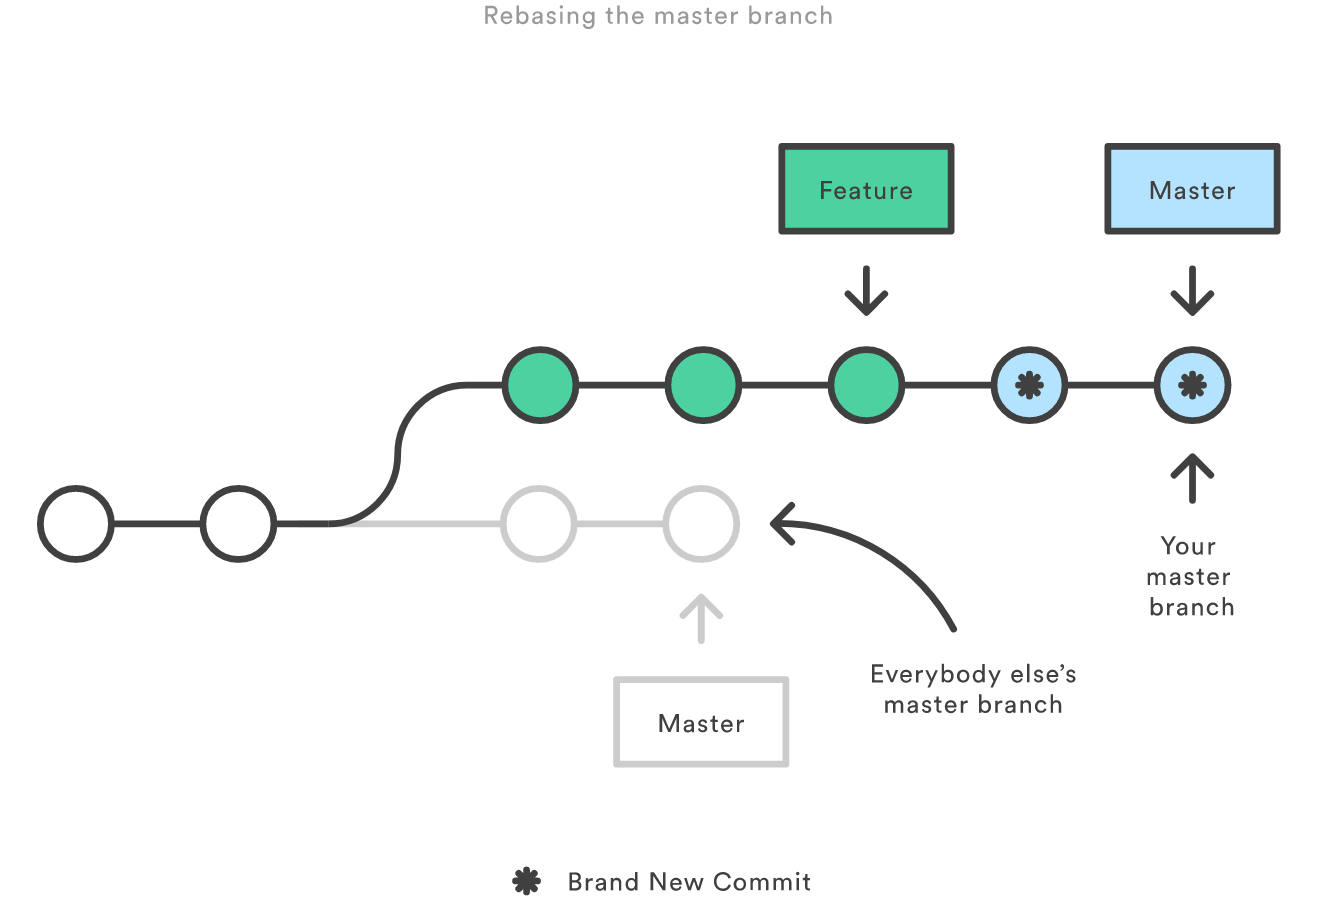 Rebasing the master branch
Feature
Master
Your
master
branch
Everybody else’s
master branch
Master
Brand New Commit